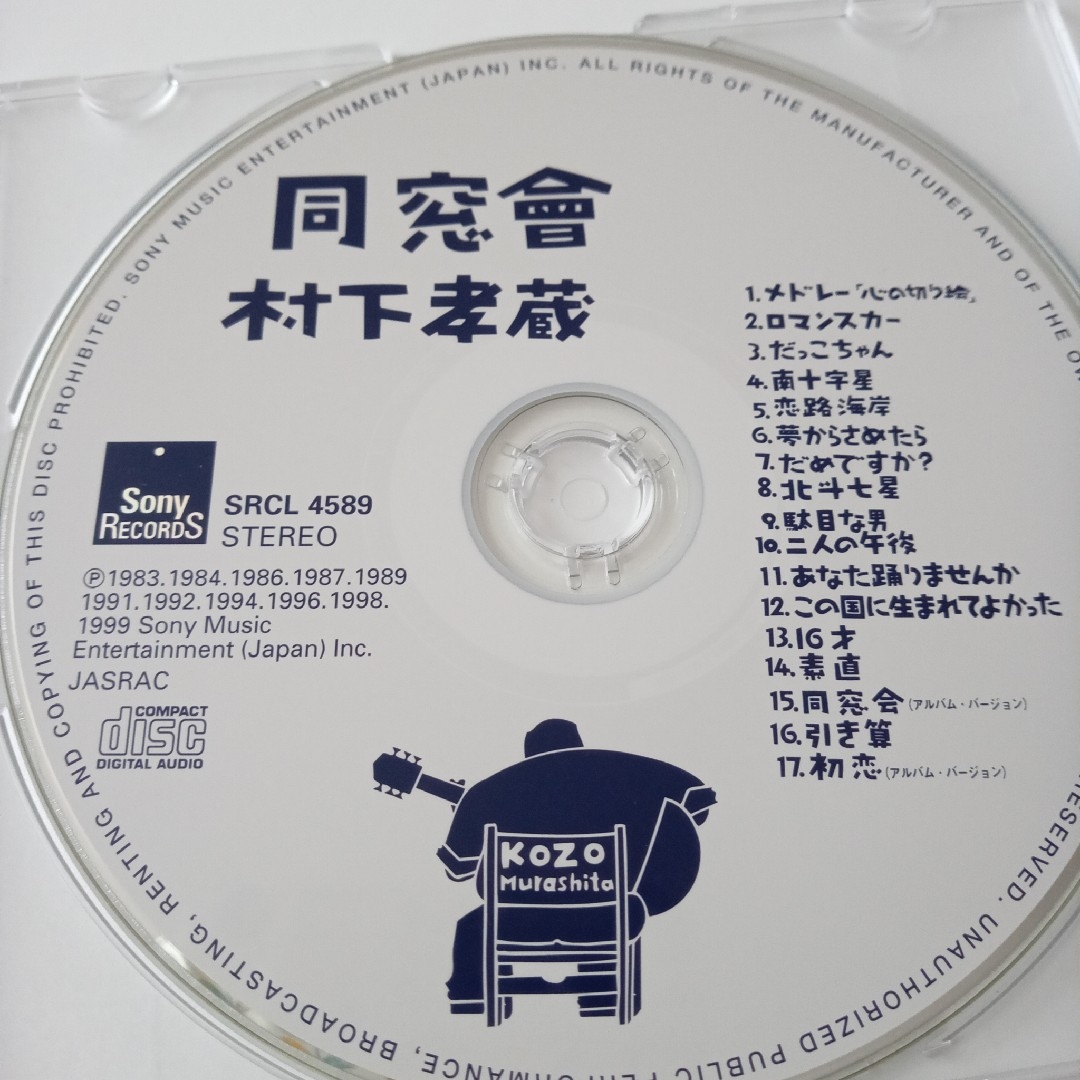 SONY MUSIC ENTERTAINMENT (JAPAN) INC. ALL RIGHTS OF THE MANUFACTURER AND OF THE
RESERVED. UNAUTHORIZED PUBLIC PERFORMANCE, BROADCASTING, RENTING AND COPYING OF THIS DISC PROHIBITED.
同窓會
村下孝蔵
Sony
RECORDS
SRCL 4589
STEREO
Ⓟ1983.1984.1986.1987.1989
1991.1992.1994.1996.1998.
1999 Sony Music
Entertainment (Japan) Inc.
JASRAC
COMPACT
disc
DIGITAL AUDIO
1.メドレー「心の切り絵」
2.ロマンスカー
3.だっこちゃん
4.南十字星
5.恋路海岸
6.夢からさめたら
7.だめですか?
8.北斗七星
9.駄目な男
10.二人の午後
11.あなた踊りませんか
12.この国に生まれてよかった
13.16才
14.素直
15.同窓会(アルバム・バージョン)
16.引き算
17.初恋(アルバム・バージョン)
KOZO
Murashita